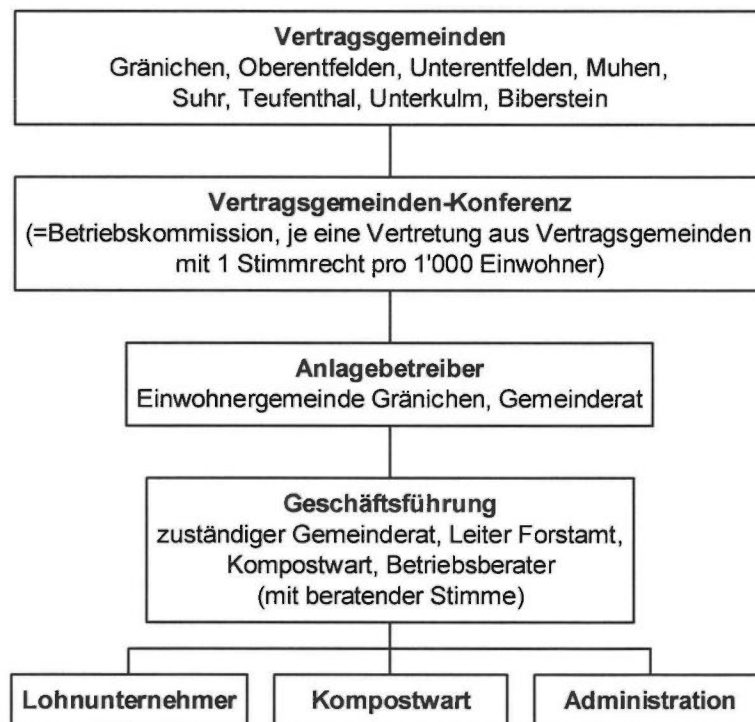 Vertragsgemeinden
Gränichen, Oberentfelden, Unterentfelden, Muhen,
Suhr, Teufenthal, Unterkulm, Biberstein
Vertragsgemeinden-Konferenz
(=Betriebskommission, je eine Vertretung aus Vertragsgemeinden
mit 1 Stimmrecht pro 1'000 Einwohner)
Anlagebetreiber
Einwohnergemeinde Gränichen, Gemeinderat
Geschäftsführung
zuständiger Gemeinderat, Leiter Forstamt,
Kompostwart, Betriebsberater
(mit beratender Stimme)
Lohnunternehmer
Kompostwart
Administration